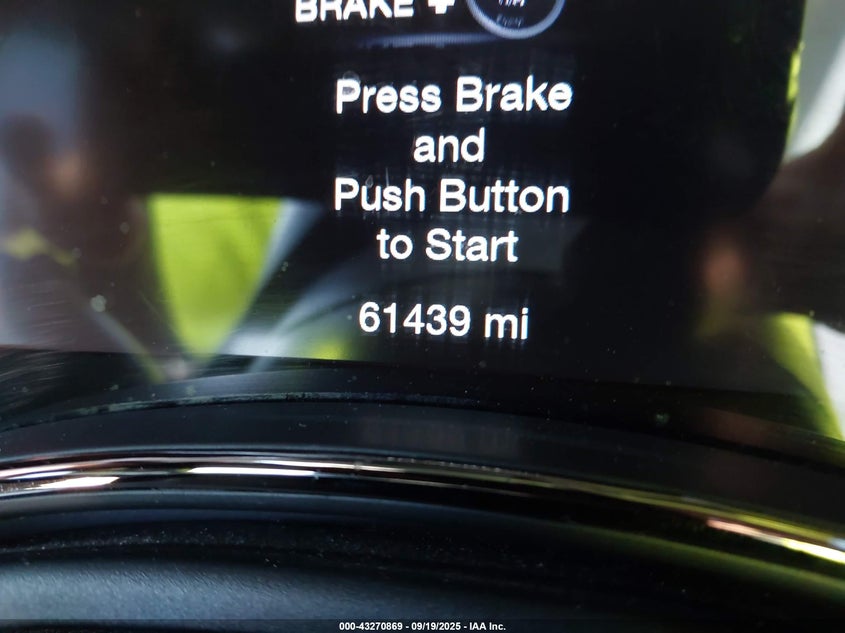 BRAKE +
Press Brake
and
Push Button
to Start
61439 mi
000-43270869 - 09/19/2025 - IAA Inc.